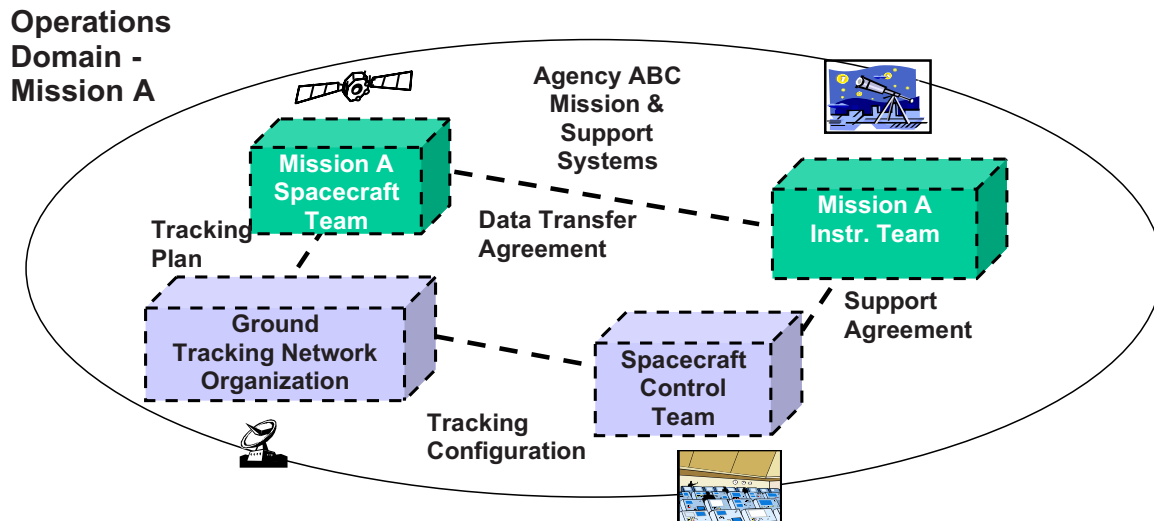 Operations
Domain -
Mission A
Agency ABC
Mission &
Support
Systems
Mission A
Spacecraft
Team
Mission A
Instr. Team
Tracking
Plan
Data Transfer
Agreement
Support
Agreement
Ground
Tracking Network
Organization
Spacecraft
Control
Team
Tracking
Configuration